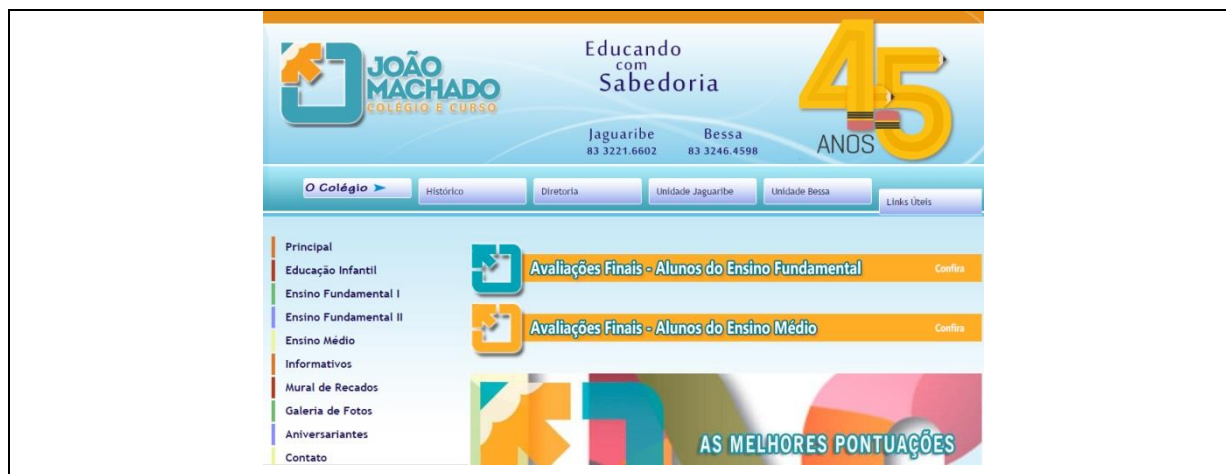 JOÃO
MACHADO
COLÉGIO E CURSO
Educando
com
Sabedoria
Jaguaribe Bessa
83 3221.6602 83 3246.4598
45
ANOS
O Colégio
Histórico
Diretoria
Unidade Jaguaribe
Unidade Bessa
Links Úteis
Principal
Educação Infantil
Ensino Fundamental I
Ensino Fundamental II
Ensino Médio
Informativos
Mural de Recados
Galeria de Fotos
Aniversariantes
Contato
Avaliações Finais - Alunos do Ensino Fundamental Confira
Avaliações Finais - Alunos do Ensino Médio Confira
AS MELHORES PONTUAÇÕES